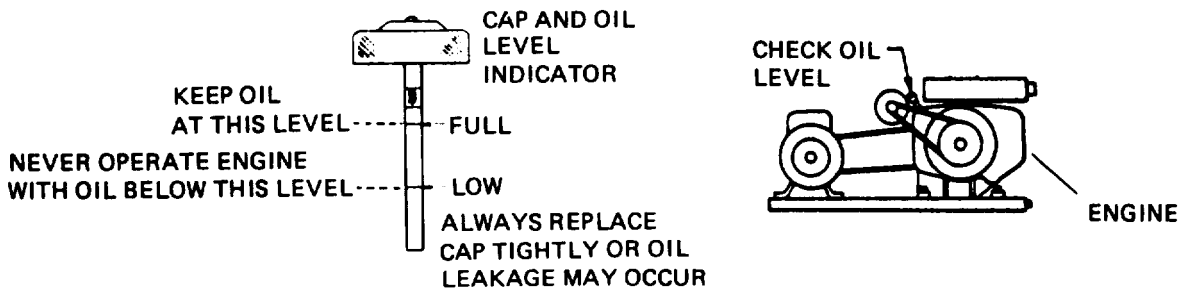 CAP AND OIL
LEVEL
INDICATOR
KEEP OIL
AT THIS LEVEL
FULL
NEVER OPERATE ENGINE
WITH OIL BELOW THIS LEVEL
LOW
ALWAYS REPLACE
CAP TIGHTLY OR OIL
LEAKAGE MAY OCCUR
CHECK OIL
LEVEL
ENGINE